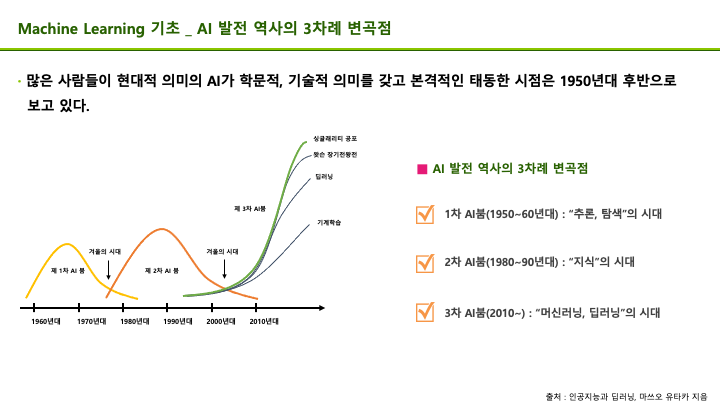 Machine Learning 기초 _ AI 발전 역사의 3차례 변곡점
· 많은 사람들이 현대적 의미의 AI가 학문적, 기술적 의미를 갖고 본격적인 태동한 시점은 1950년대 후반으로
보고 있다.
싱귤래리티 공포
왓슨 장기전왕전
딥러닝
제 3차 AI붐
기계학습
겨울의 시대
겨울의 시대
제 1차 AI 붐
제 2차 AI 붐
1960년대
1970년대
1980년대
1990년대
2000년대
2010년대
■ AI 발전 역사의 3차례 변곡점
1차 AI붐(1950~60년대) : “추론, 탐색”의 시대
2차 AI붐(1980~90년대) : “지식”의 시대
3차 AI붐(2010~) : “머신러닝, 딥러닝”의 시대
출처 : 인공지능과 딥러닝, 마쓰오 유타카 지음